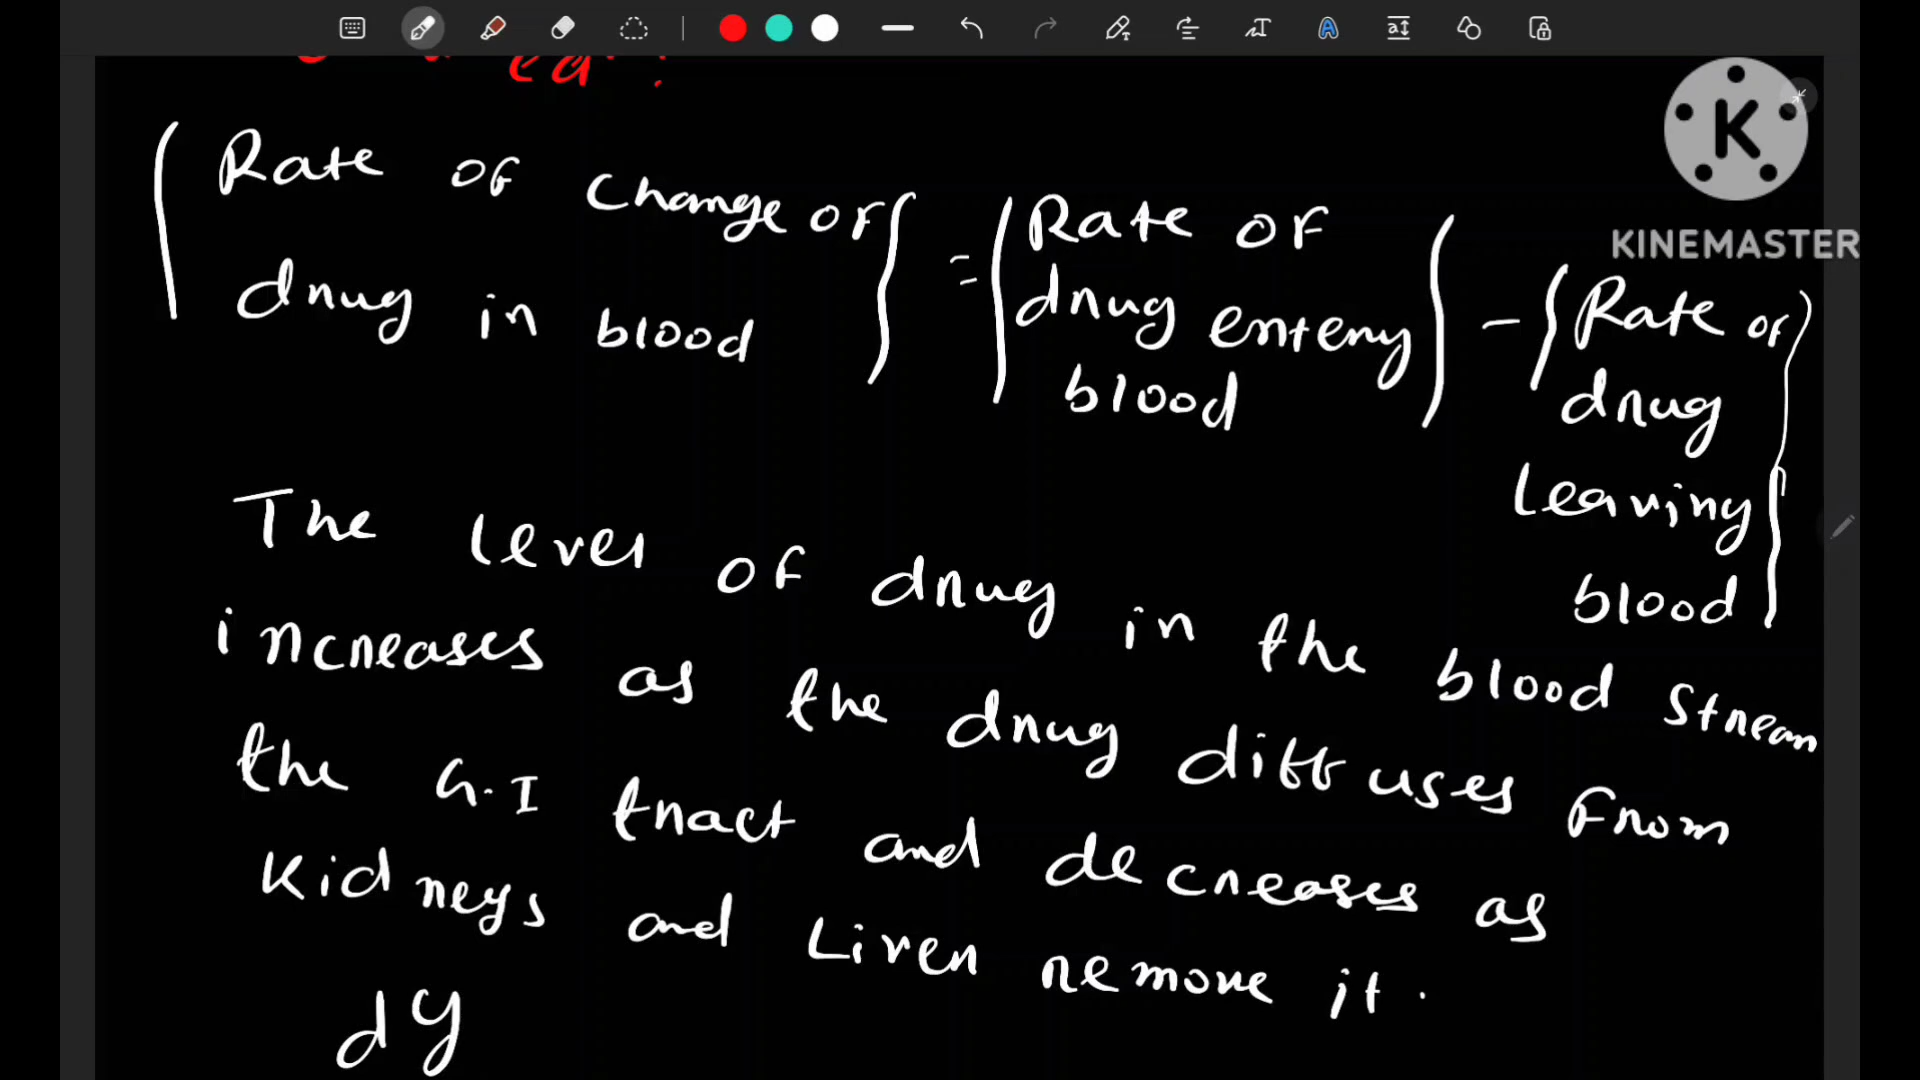 eqn :
{ Rate of change of } = { Rate of } - { Rate of }
drug in blood
drug entery
blood
drug
leaving
blood
The level of drug in the blood stream
increases as the drug diffuses from
the G.I tract and decreases as
Kidneys and Liver remove it.
dy
K
KINEMASTER